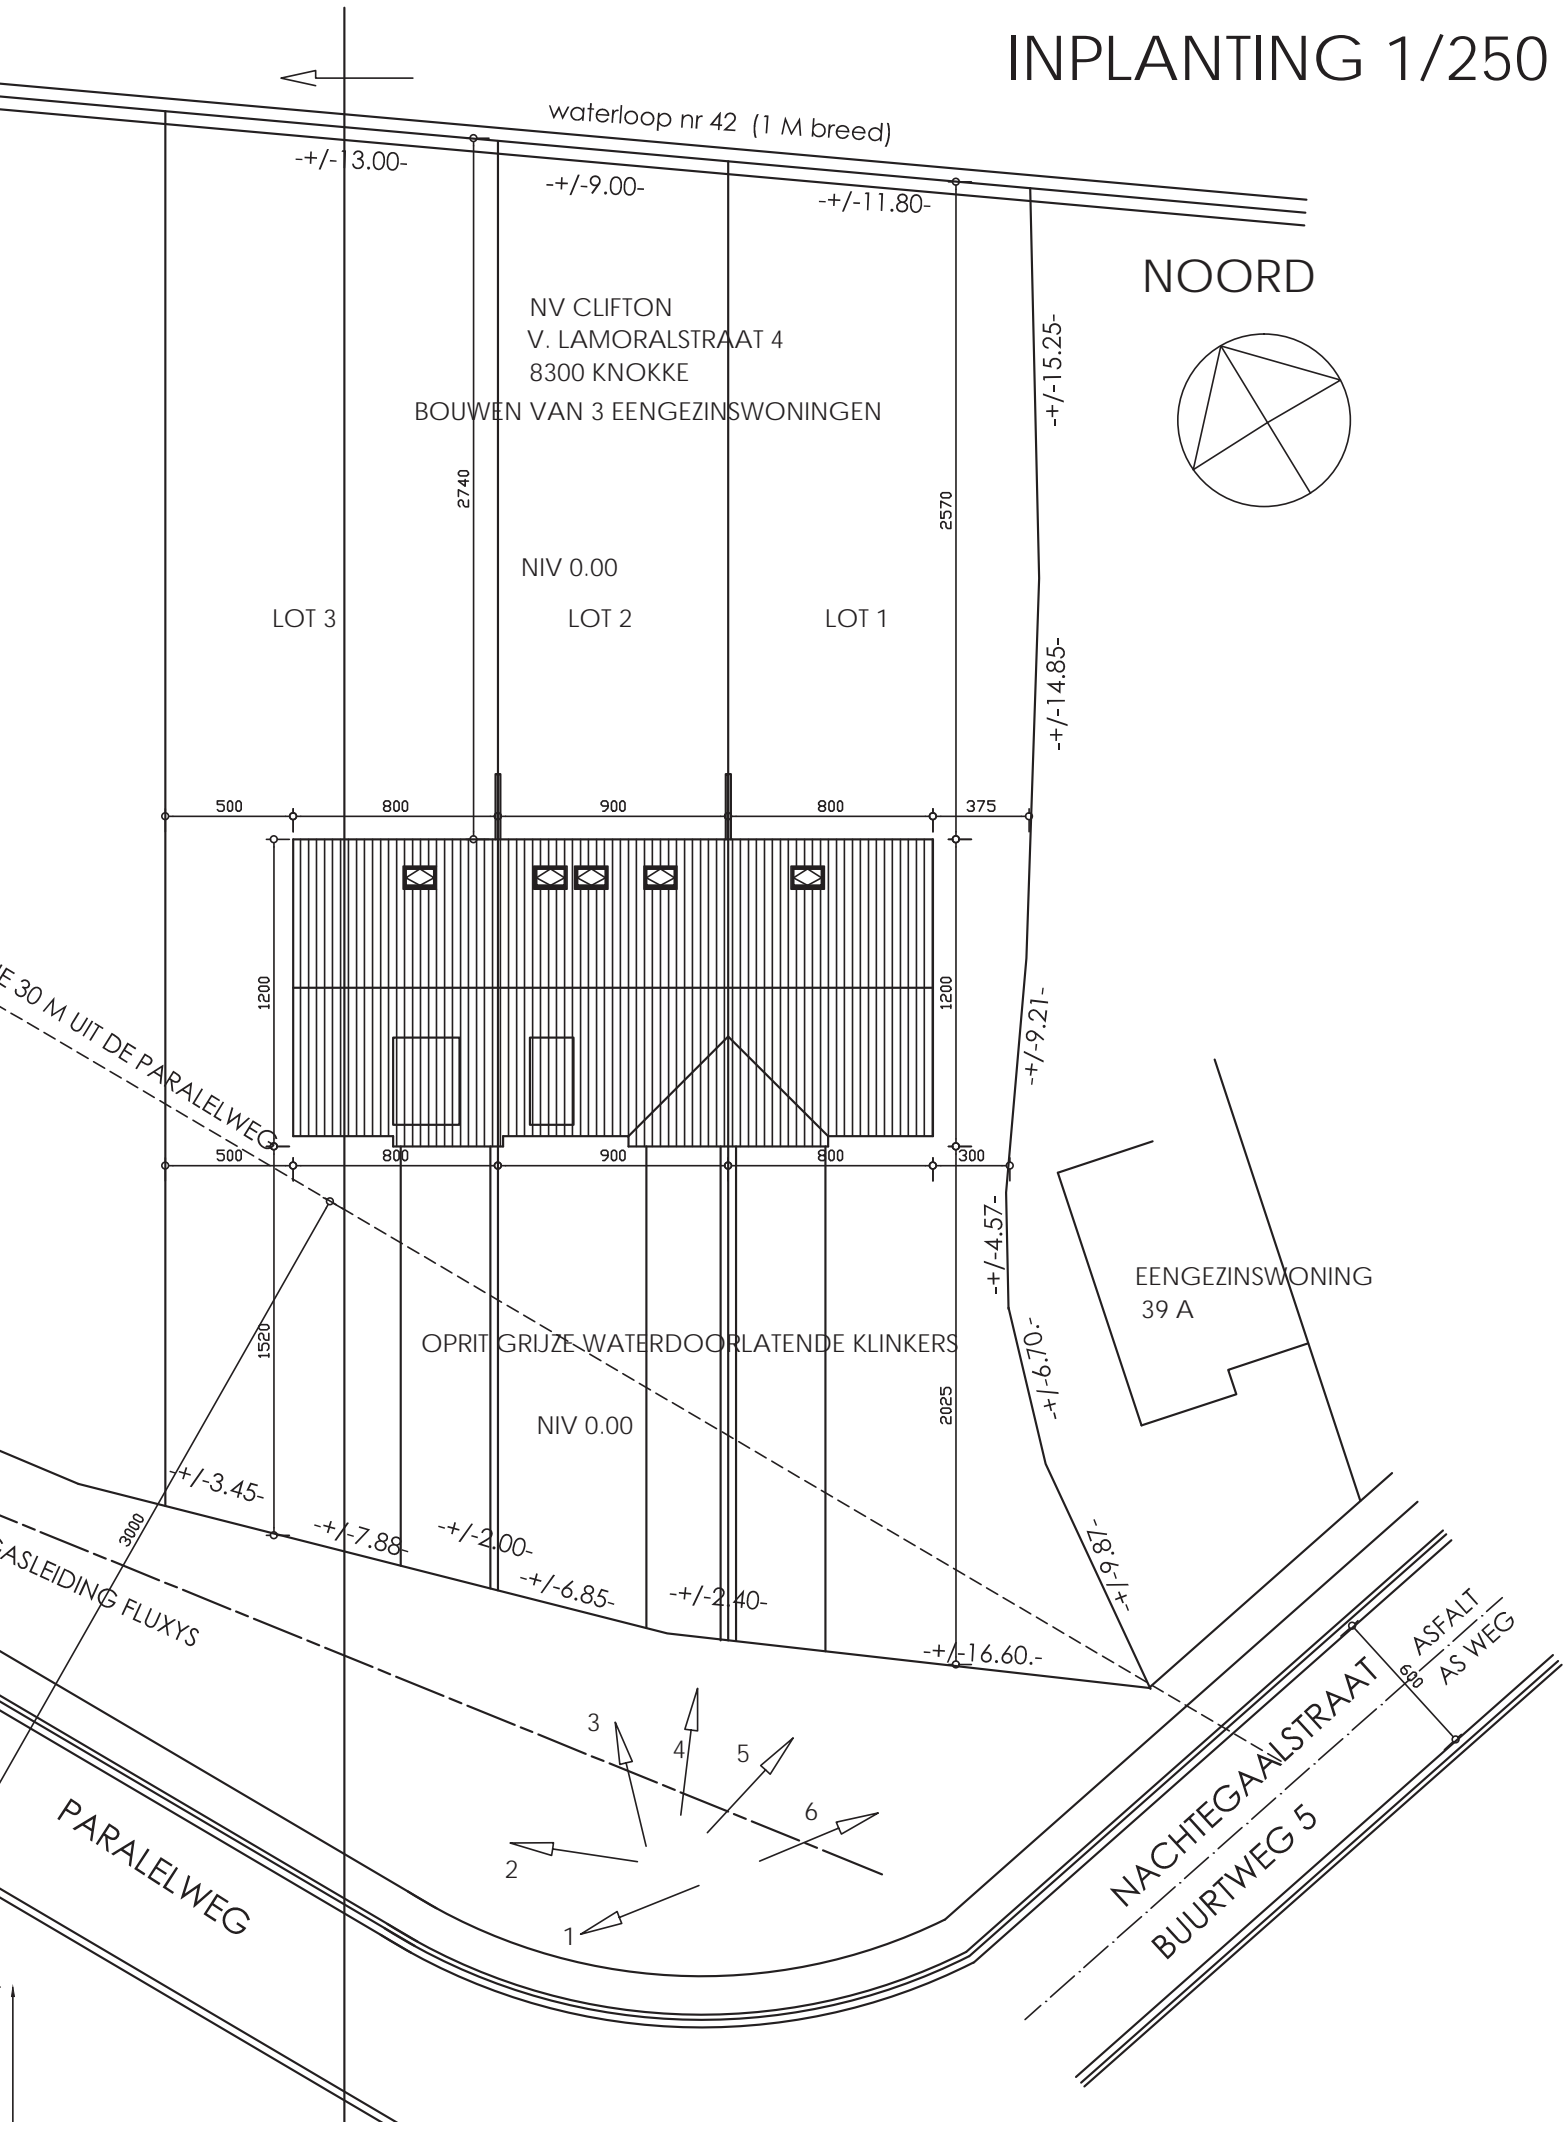 INPLANTING 1/250
waterloop nr 42 (1 M breed)
-+/-13.00-
-+/-9.00-
-+/-11.80-
NOORD
NV CLIFTON
V. LAMORALSTRAAT 4
8300 KNOKKE
BOUWEN VAN 3 EENGEZINSWONINGEN
-+/-15.25-
2740
2570
NIV 0.00
LOT 3
LOT 2
LOT 1
-+/-14.85-
500
800
900
800
375
1200
1200
-+/-9.21-
E 30 M UIT DE PARALELWEG
500
800
900
800
300
-+/-4.57-
EENGEZINSWONING
39 A
1520
OPRIT GRIJZE WATERDOORLATENDE KLINKERS
-+/-6.70.-
2025
NIV 0.00
-+/-3.45-
3000
-+/-7.88-
-+/-2.00-
-+/-6.85-
-+/-2.40-
-+/-9.87-
-+/-16.60.-
GASLEIDING FLUXYS
ASFALT
AS WEG
600
3
4
5
6
2
1
NACHTEGAALSTRAAT
BUURTWEG 5
PARALELWEG